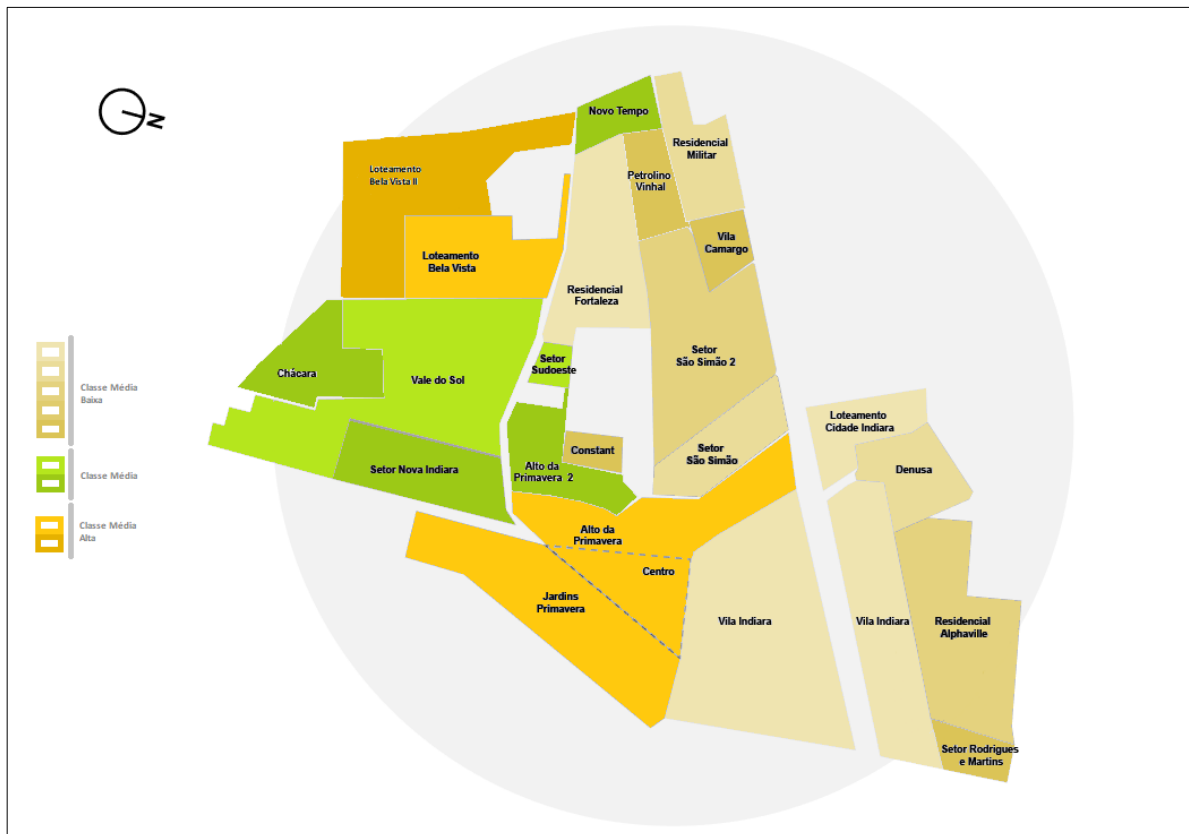 N
Novo Tempo
Residencial
Militar
Petrolino
Vinhal
Loteamento
Bela Vista II
Vila
Camargo
Loteamento
Bela Vista
Residencial
Fortaleza
Setor
São Simão 2
Setor
Sudoeste
Chácara
Vale do Sol
Classe Média
Baixa
Loteamento
Cidade Indiara
Constant
Setor
São Simão
Denusa
Setor Nova Indiara
Alto da
Primavera 2
Classe Média
Classe Média
Alta
Alto da
Primavera
Centro
Jardins
Primavera
Vila Indiara
Vila Indiara
Residencial
Alphaville
Setor Rodrigues
e Martins